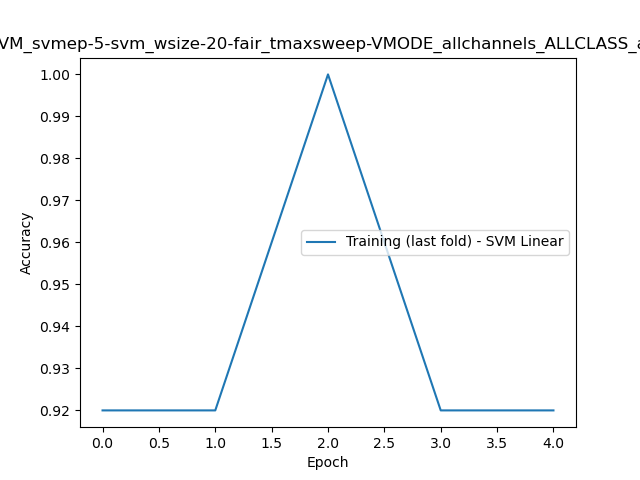 VM_svmep-5-svm_wsize-20-fair_tmaxsweep-VMODE_allchannels_ALLCLASS_a
1.00
0.99
0.98
0.97
0.96
0.95
0.94
0.93
0.92
Accuracy
Training (last fold) - SVM Linear
0.0 0.5 1.0 1.5 2.0 2.5 3.0 3.5 4.0
Epoch